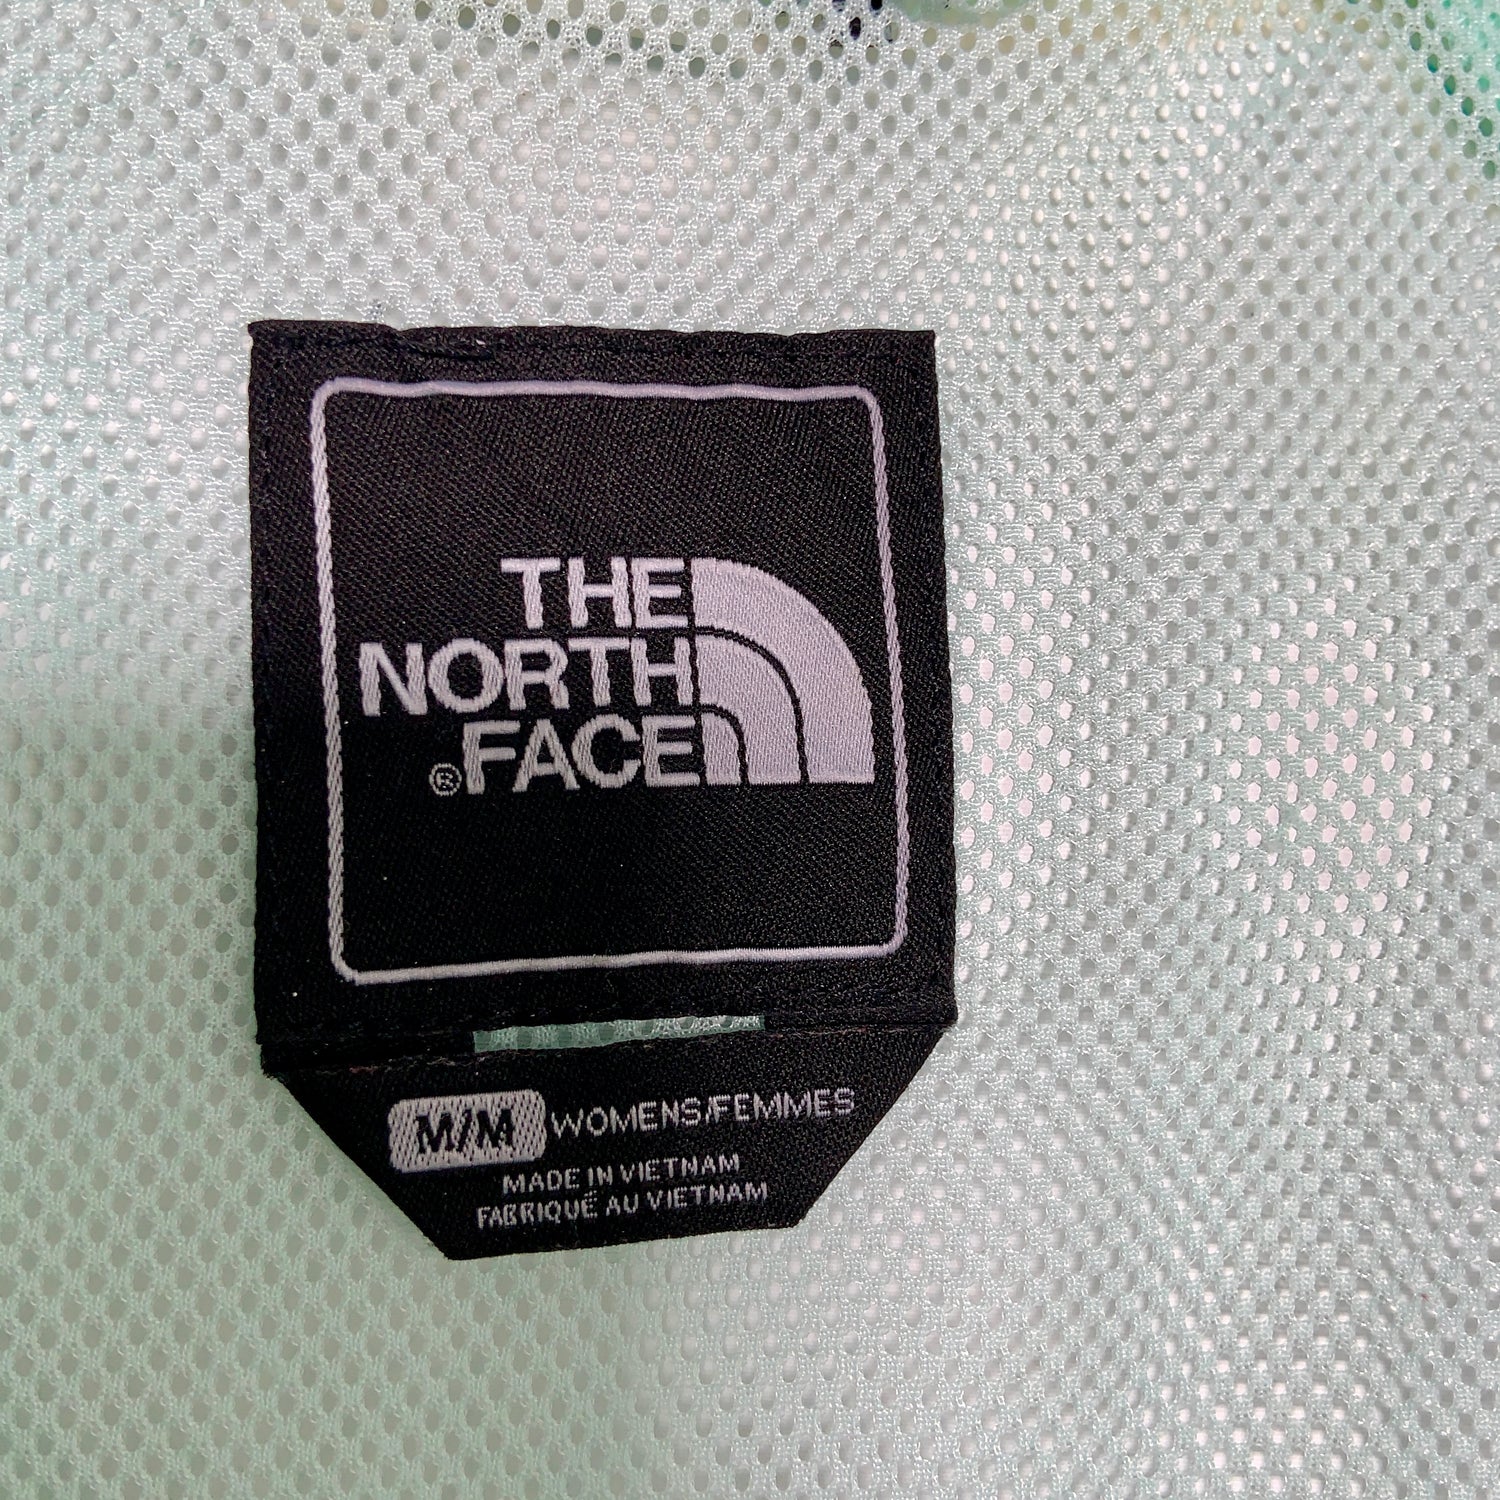 THE
NORTH
®FACE
M/M WOMENS/FEMMES
MADE IN VIETNAM
FABRIQUÉ AU VIETNAM